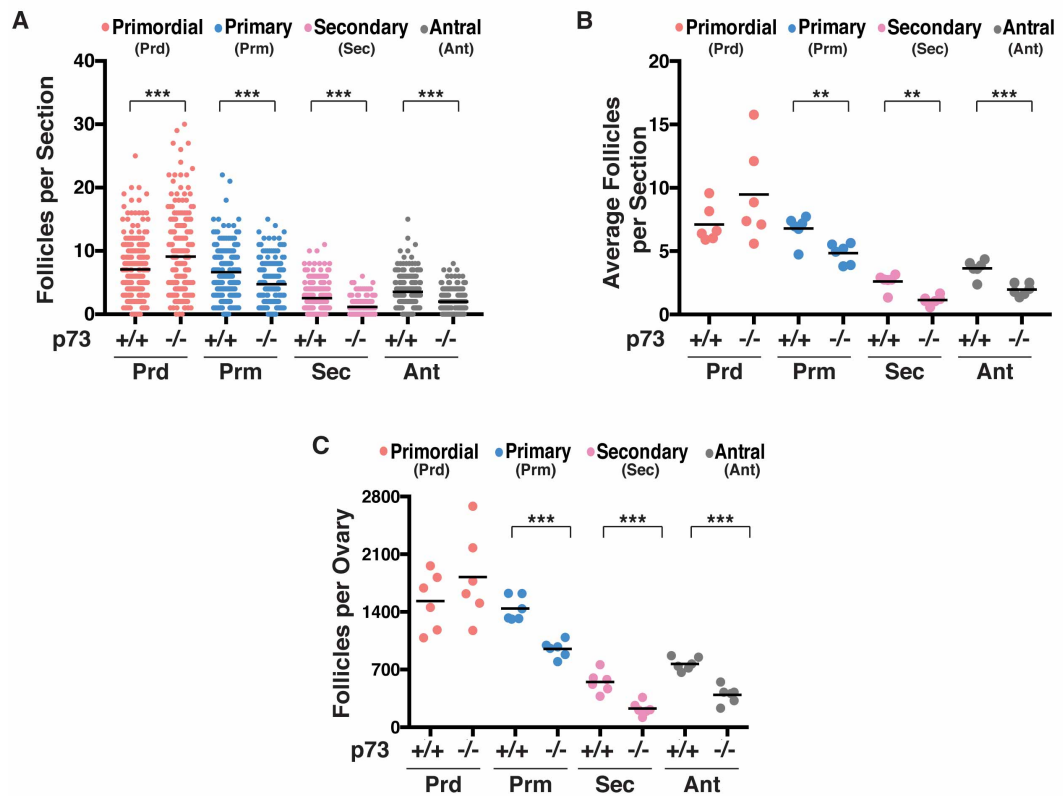 A
Primordial Primary Secondary Antral
(Prd) (Prm) (Sec) (Ant)
Follicles per Section
40
30
20
10
0
*** *** *** ***
p73 +/+ -/- +/+ -/- +/+ -/- +/+ -/-
Prd Prm Sec Ant
B
Primordial Primary Secondary Antral
(Prd) (Prm) (Sec) (Ant)
Average Follicles
per Section
20
15
10
5
0
** ** ***
p73 +/+ -/- +/+ -/- +/+ -/- +/+ -/-
Prd Prm Sec Ant
C
Primordial Primary Secondary Antral
(Prd) (Prm) (Sec) (Ant)
Follicles per Ovary
2800
2100
1400
700
0
*** *** ***
p73 +/+ -/- +/+ -/- +/+ -/- +/+ -/-
Prd Prm Sec Ant